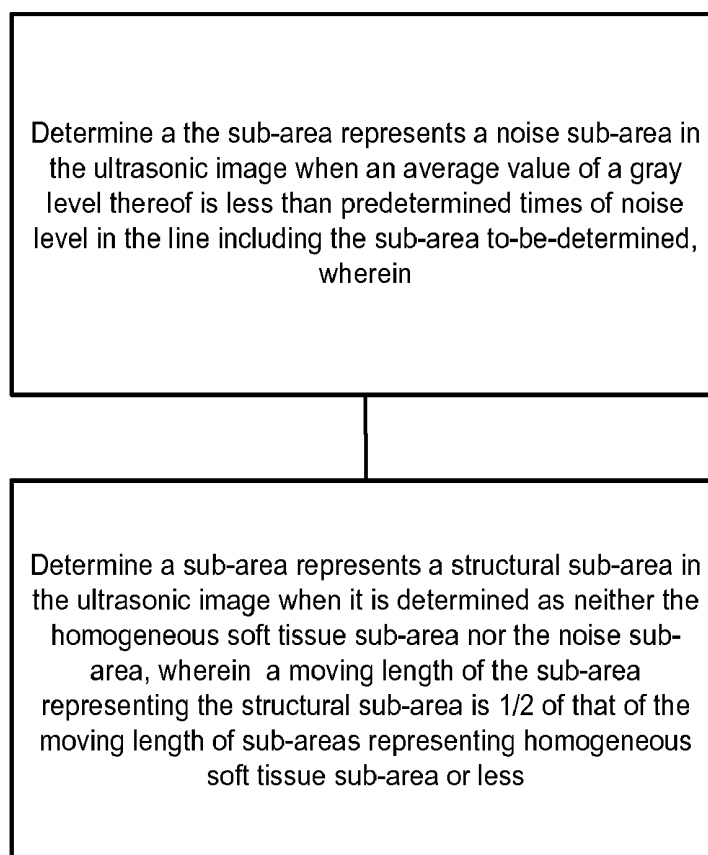 Determine a the sub-area represents a noise sub-area in
the ultrasonic image when an average value of a gray
level thereof is less than predetermined times of noise
level in the line including the sub-area to-be-determined,
wherein
Determine a sub-area represents a structural sub-area in
the ultrasonic image when it is determined as neither the
homogeneous soft tissue sub-area nor the noise sub-
area, wherein  a moving length of the sub-area
representing the structural sub-area is 1/2 of that of the
moving length of sub-areas representing homogeneous
soft tissue sub-area or less